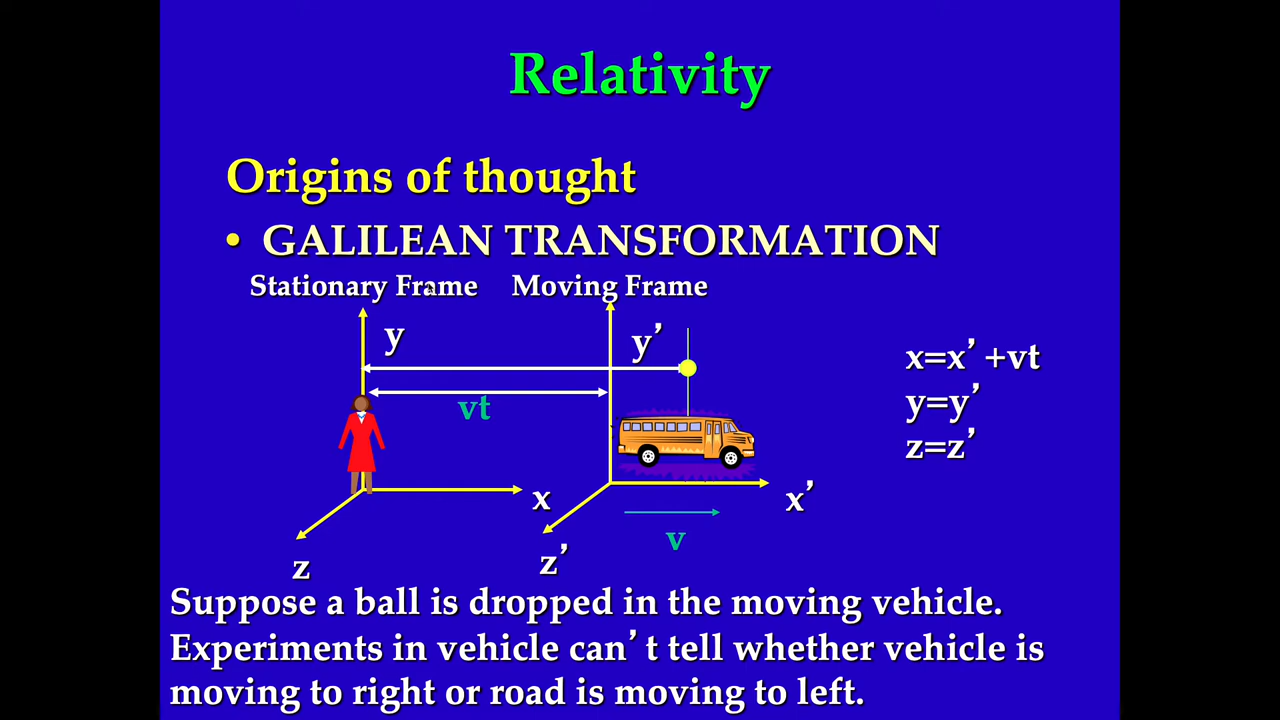 Relativity
Origins of thought
• GALILEAN TRANSFORMATION
Stationary Frame Moving Frame
y y’
x=x’+vt
vt
y=y’
z=z’
x x’
v
z z’
Suppose a ball is dropped in the moving vehicle.
Experiments in vehicle can’t tell whether vehicle is
moving to right or road is moving to left.